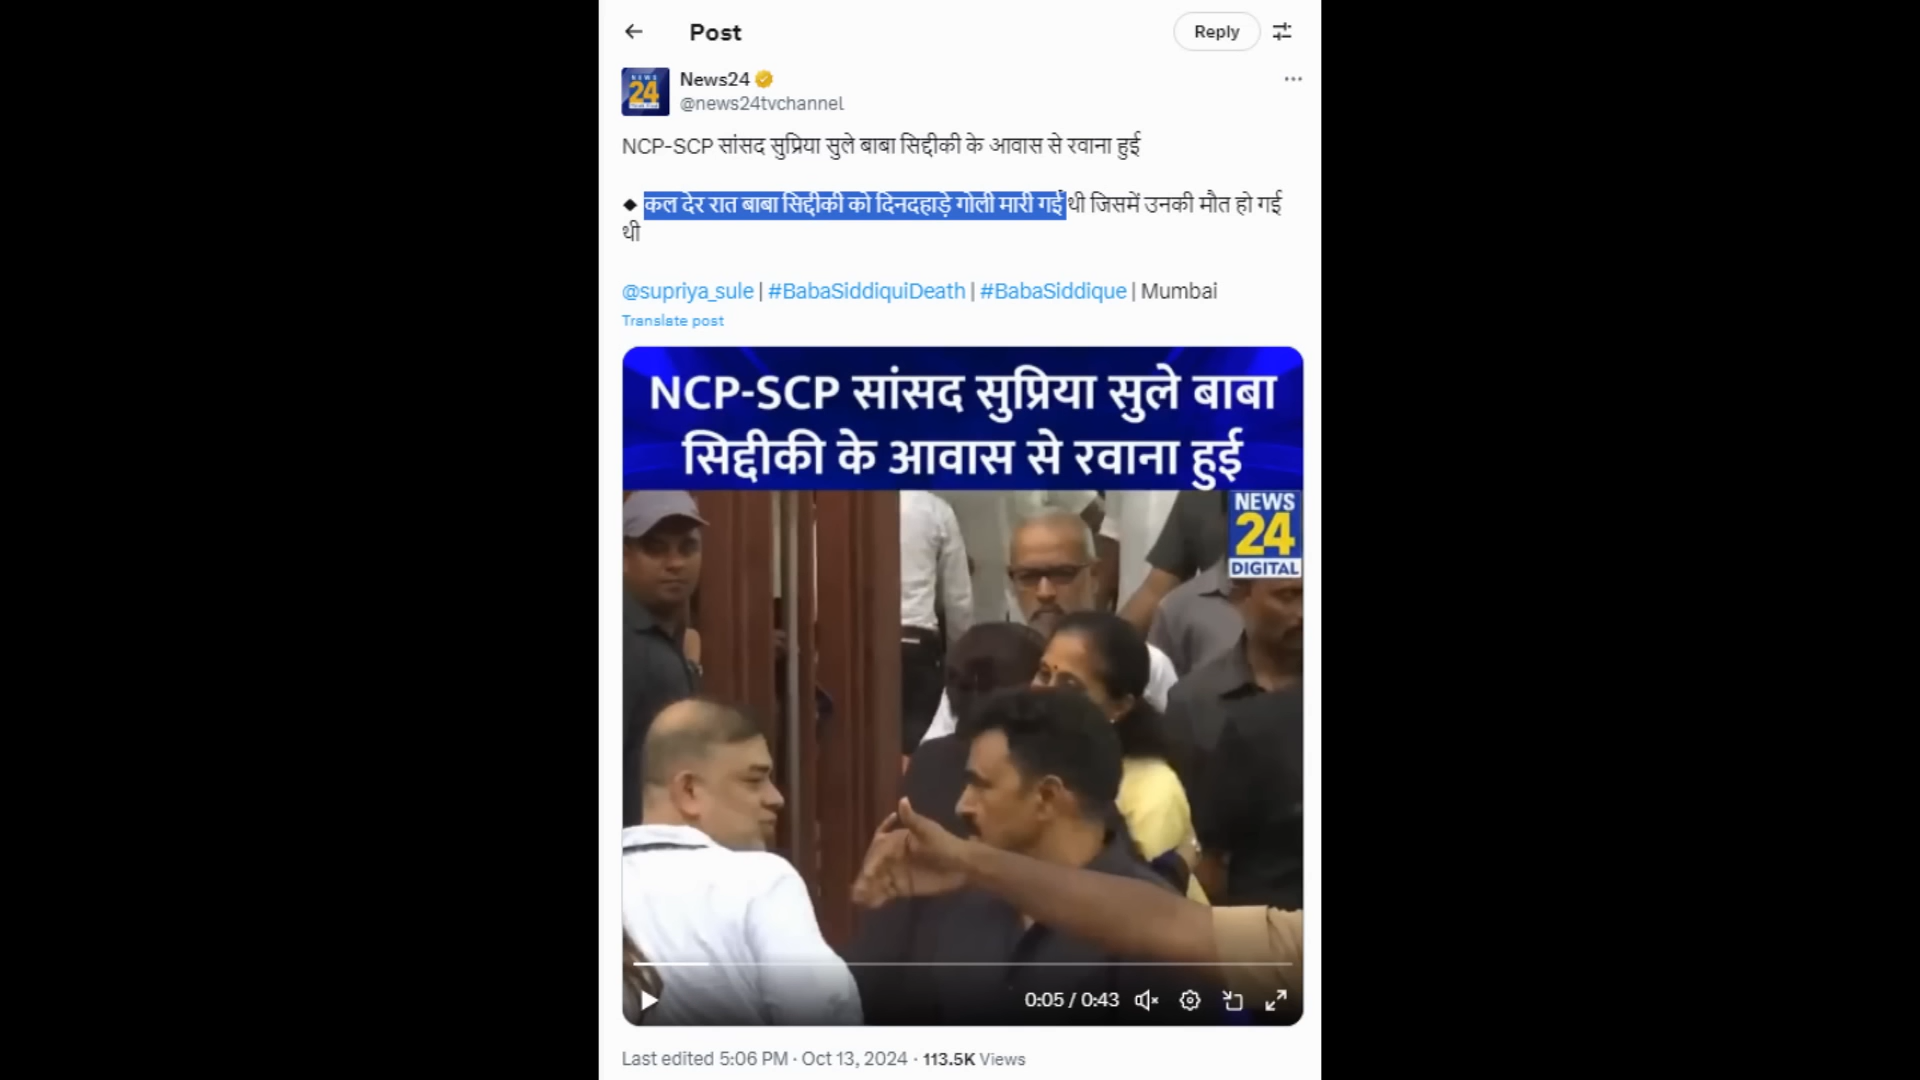 Post
Reply
NEWS
24
News24
@news24tvchannel
NCP-SCP सांसद सुप्रिया सुले बाबा सिद्दीकी के आवास से रवाना हुई
◆ कल देर रात बाबा सिद्दीकी को दिनदहाड़े गोली मारी गई थी जिसमें उनकी मौत हो गई
थी
@supriya_sule | #BabaSiddiquiDeath | #BabaSiddique | Mumbai
Translate post
NCP-SCP सांसद सुप्रिया सुले बाबा
सिद्दीकी के आवास से रवाना हुई
NEWS
24
DIGITAL
0:05 / 0:43
Last edited 5:06 PM · Oct 13, 2024 · 113.5K Views